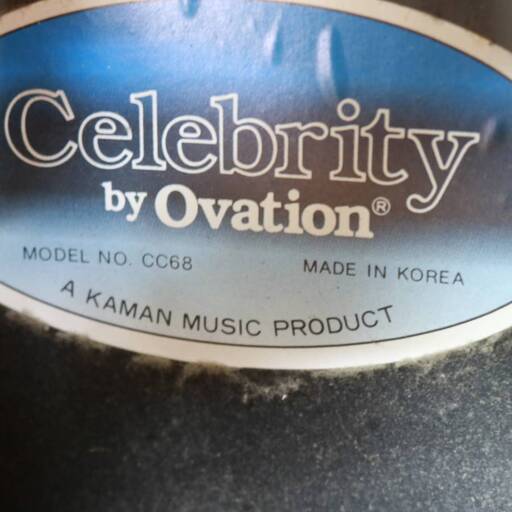 Celebrity
by Ovation®
MODEL NO. CC68 MADE IN KOREA
A KAMAN MUSIC PRODUCT